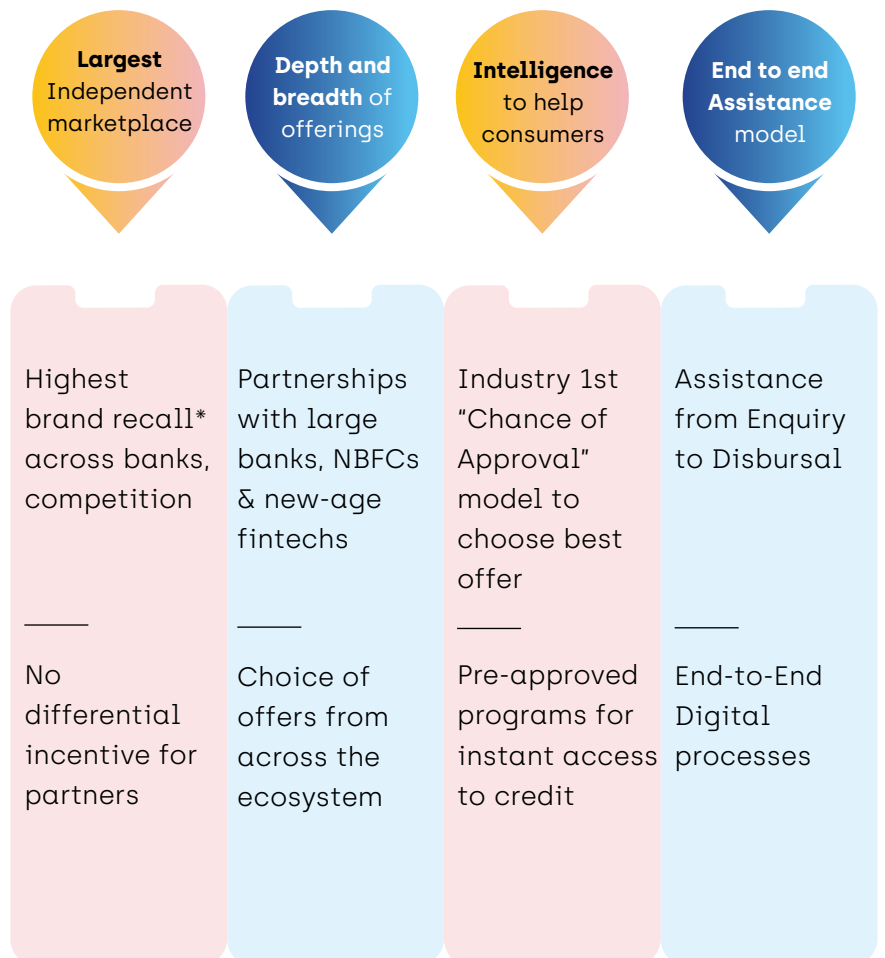 Largest
Independent
marketplace
Depth and
breadth of
offerings
Intelligence
to help
consumers
End to end
Assistance
model
Highest
brand recall*
across banks,
competition
No
differential
incentive for
partners
Partnerships
with large
banks, NBFCs
& new-age
fintechs
Choice of
offers from
across the
ecosystem
Industry 1st
“Chance of
Approval”
model to
choose best
offer
Pre-approved
programs for
instant access
to credit
Assistance
from Enquiry
to Disbursal
End-to-End
Digital
processes